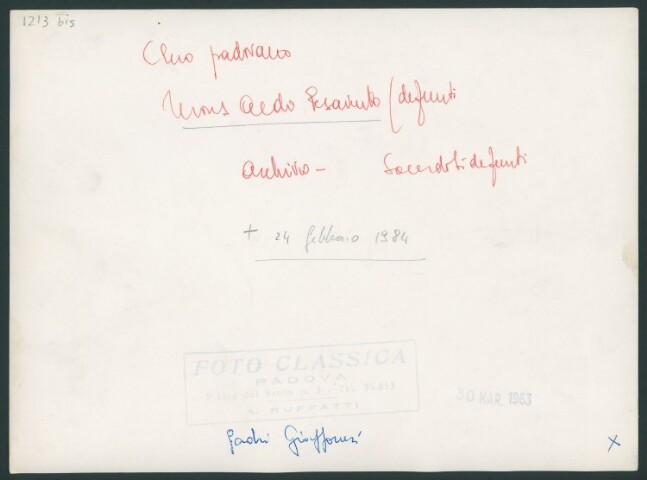 1213 bis
Clero padovano
Mons Aldo Pesavento (defunti
Archivio - Sacerdoti defunti
+ 24 febbraio 1984
FOTO CLASSICA
PADOVA
A. RUFFATTI
30 MAR. 1963
Padri
X